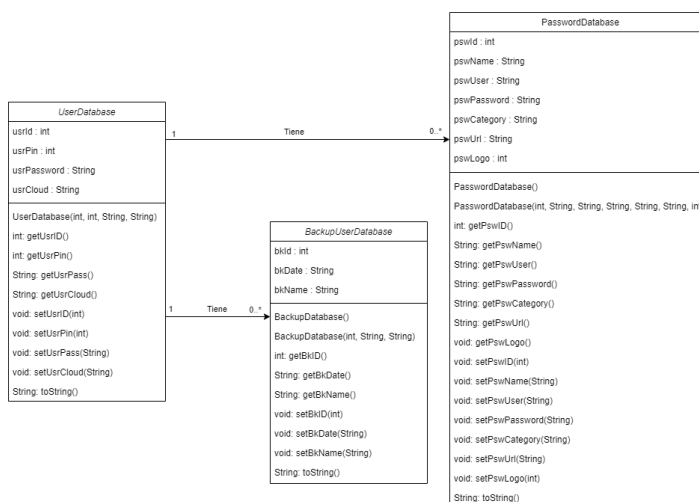 UserDatabase
usrId : int
usrPin : int
usrPassword : String
usrCloud : String
UserDatabase(int, int, String, String)
int: getUsrID()
int: getUsrPin()
String: getUsrPass()
String: getUsrCloud()
void: setUsrID(int)
void: setUsrPin(int)
void: setUsrPass(String)
void: setUsrCloud(String)
String: toString()
1
Tiene
0..*
1
Tiene
0..*
BackupUserDatabase
bkId : int
bkDate : String
bkName : String
BackupDatabase()
BackupDatabase(int, String, String)
int: getBkID()
String: getBkDate()
String: getBkName()
void: setBkID(int)
void: setBkDate(String)
void: setBkName(String)
String: toString()
PasswordDatabase
pswId : int
pswName : String
pswUser : String
pswPassword : String
pswCategory : String
pswUrl : String
pswLogo : int
PasswordDatabase()
PasswordDatabase(int, String, String, String, String, String, int
int: getPswID()
String: getPswName()
String: getPswUser()
String: getPswPassword()
String: getPswCategory()
String: getPswUrl()
void: getPswLogo()
void: setPswID(int)
void: setPswName(String)
void: setPswUser(String)
void: setPswPassword(String)
void: setPswCategory(String)
void: setPswUrl(String)
void: setPswLogo(int)
String: toString()